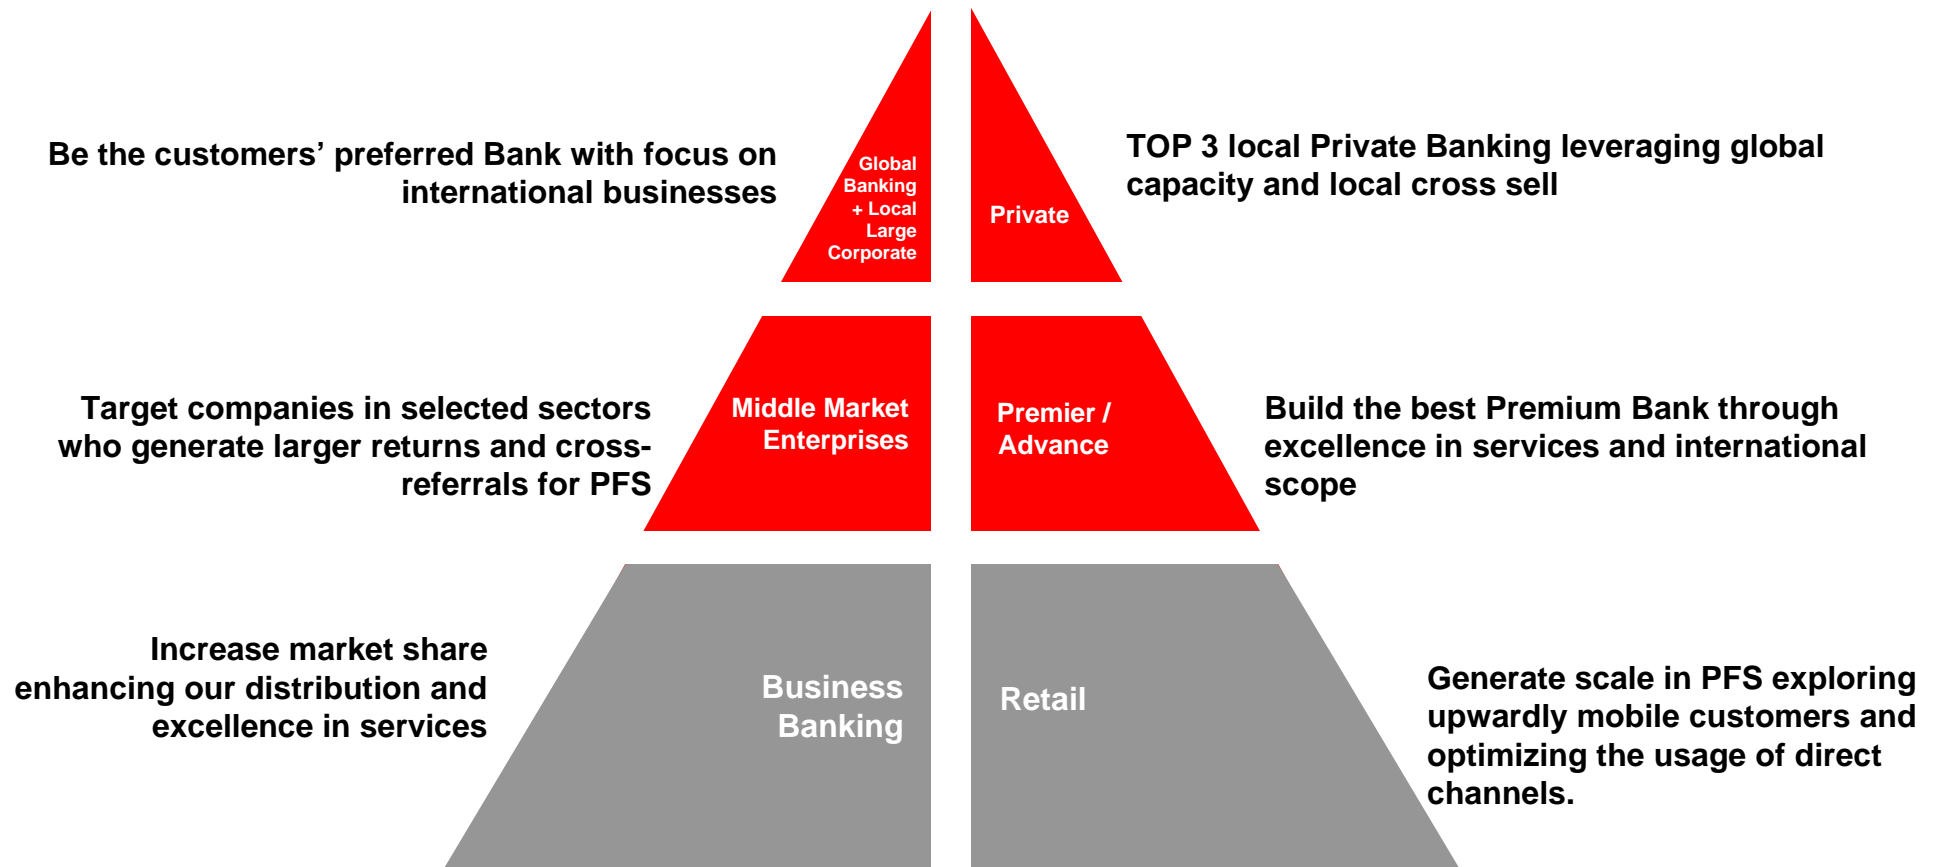 Be the customers’ preferred Bank with focus on
international businesses
Global
Banking
+ Local
Large
Corporate
Private
TOP 3 local Private Banking leveraging global
capacity and local cross sell
Target companies in selected sectors
who generate larger returns and cross-
referrals for PFS
Middle Market
Enterprises
Premier /
Advance
Build the best Premium Bank through
excellence in services and international
scope
Increase market share
enhancing our distribution and
excellence in services
Business
Banking
Retail
Generate scale in PFS exploring
upwardly mobile customers and
optimizing the usage of direct
channels.